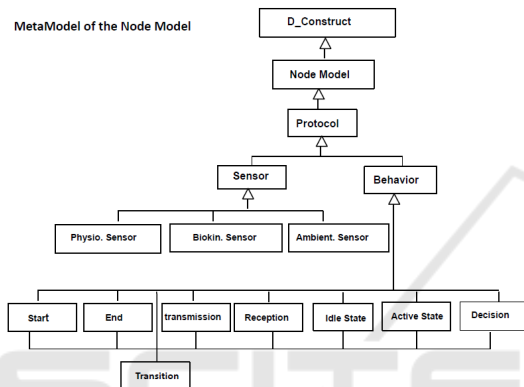 MetaModel of the Node Model
D_Construct
Node Model
Protocol
Sensor
Behavior
Physio. Sensor
Biokin. Sensor
Ambient. Sensor
Start
End
transmission
Reception
Idle State
Active State
Decision
Transition